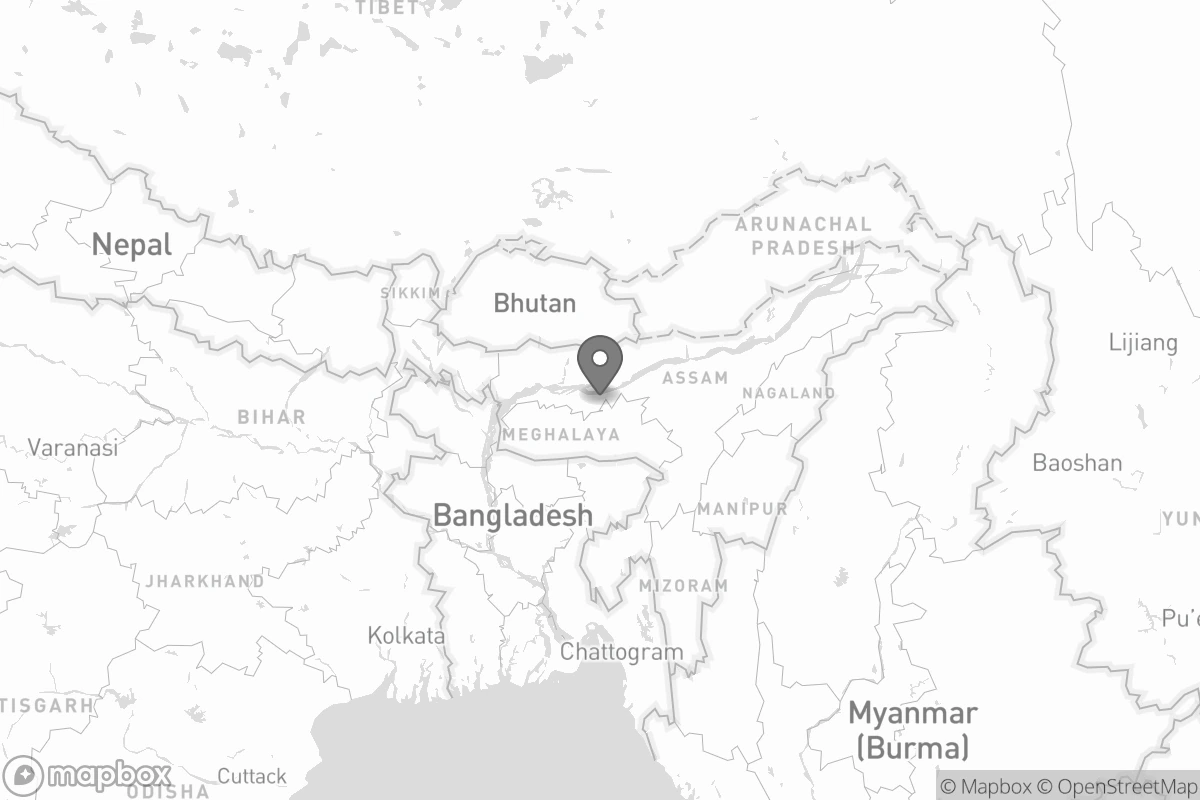 TIBET
ARUNACHAL
PRADESH
Nepal
SIKKIM
Bhutan
Lijiang
ASSAM
NAGALAND
BIHAR
MEGHALAYA
Varanasi
Baoshan
Bangladesh
MANIPUR
YUN
JHARKHAND
MIZORAM
Pu'e
Kolkata
Chattogram
TISGARH
Myanmar
(Burma)
mapbox
Cuttack
ODISHA
© Mapbox © OpenStreetMap